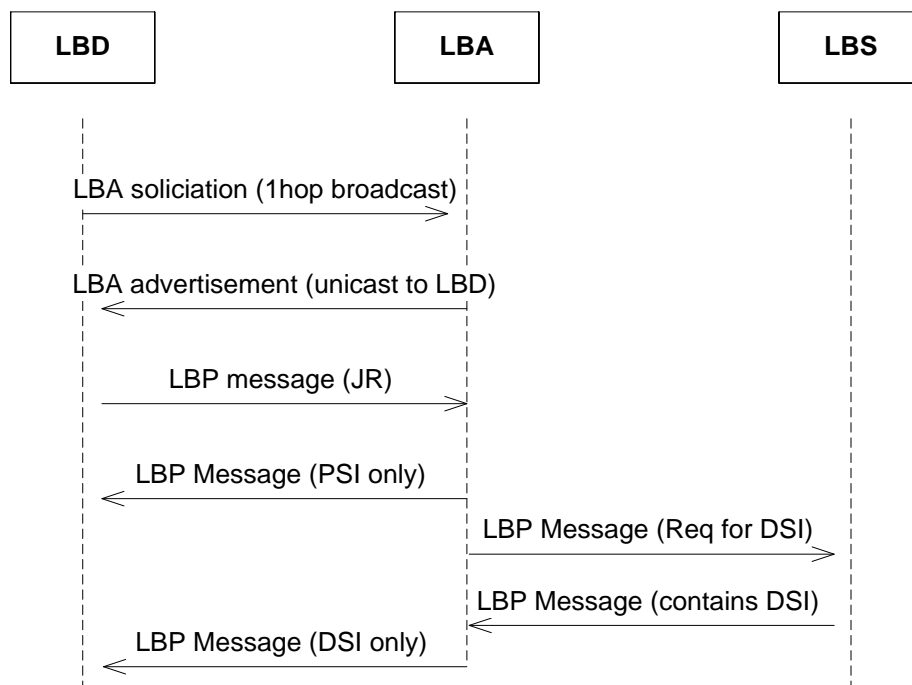 LBD
LBA
LBS
LBA soliciation (1hop broadcast)
LBA advertisement (unicast to LBD)
LBP message (JR)
LBP Message (PSI only)
LBP Message (Req for DSI)
LBP Message (contains DSI)
LBP Message (DSI only)